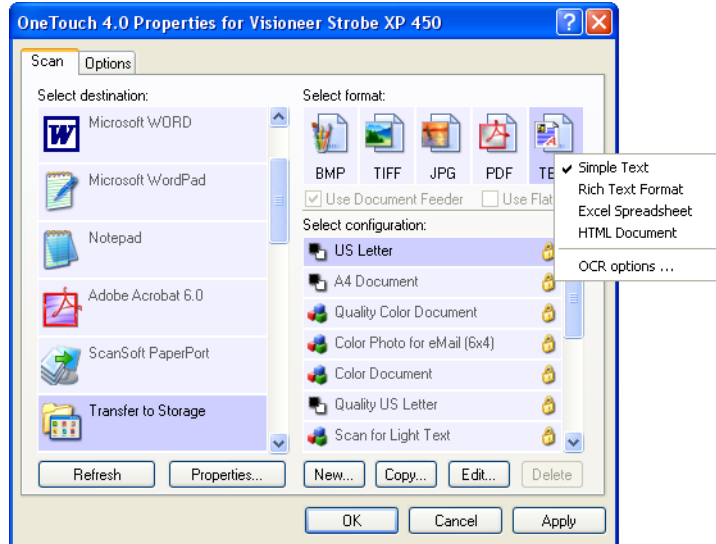 OneTouch 4.0 Properties for Visioneer Strobe XP 450
Scan
Options
Select destination:
Microsoft WORD
Microsoft WordPad
Notepad
Adobe Acrobat 6.0
ScanSoft PaperPort
Transfer to Storage
Refresh
Properties...
Select format:
BMP TIFF JPG PDF TE
Use Document Feeder
Use Flat
Select configuration:
US Letter
A4 Document
Quality Color Document
Color Photo for eMail (6x4)
Color Document
Quality US Letter
Scan for Light Text
New... Copy... Edit... Delete
Simple Text
Rich Text Format
Excel Spreadsheet
HTML Document
OCR options ...
OK Cancel Apply